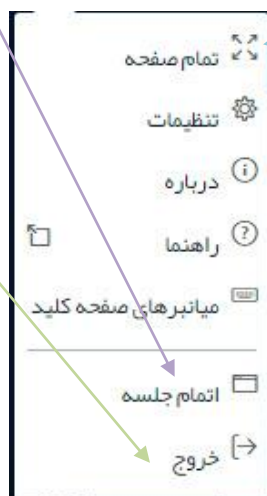 تمام صفحه
تنظیمات
درباره
راهنما
میانبرهای صفحه کلید
اتمام جلسه
خروج